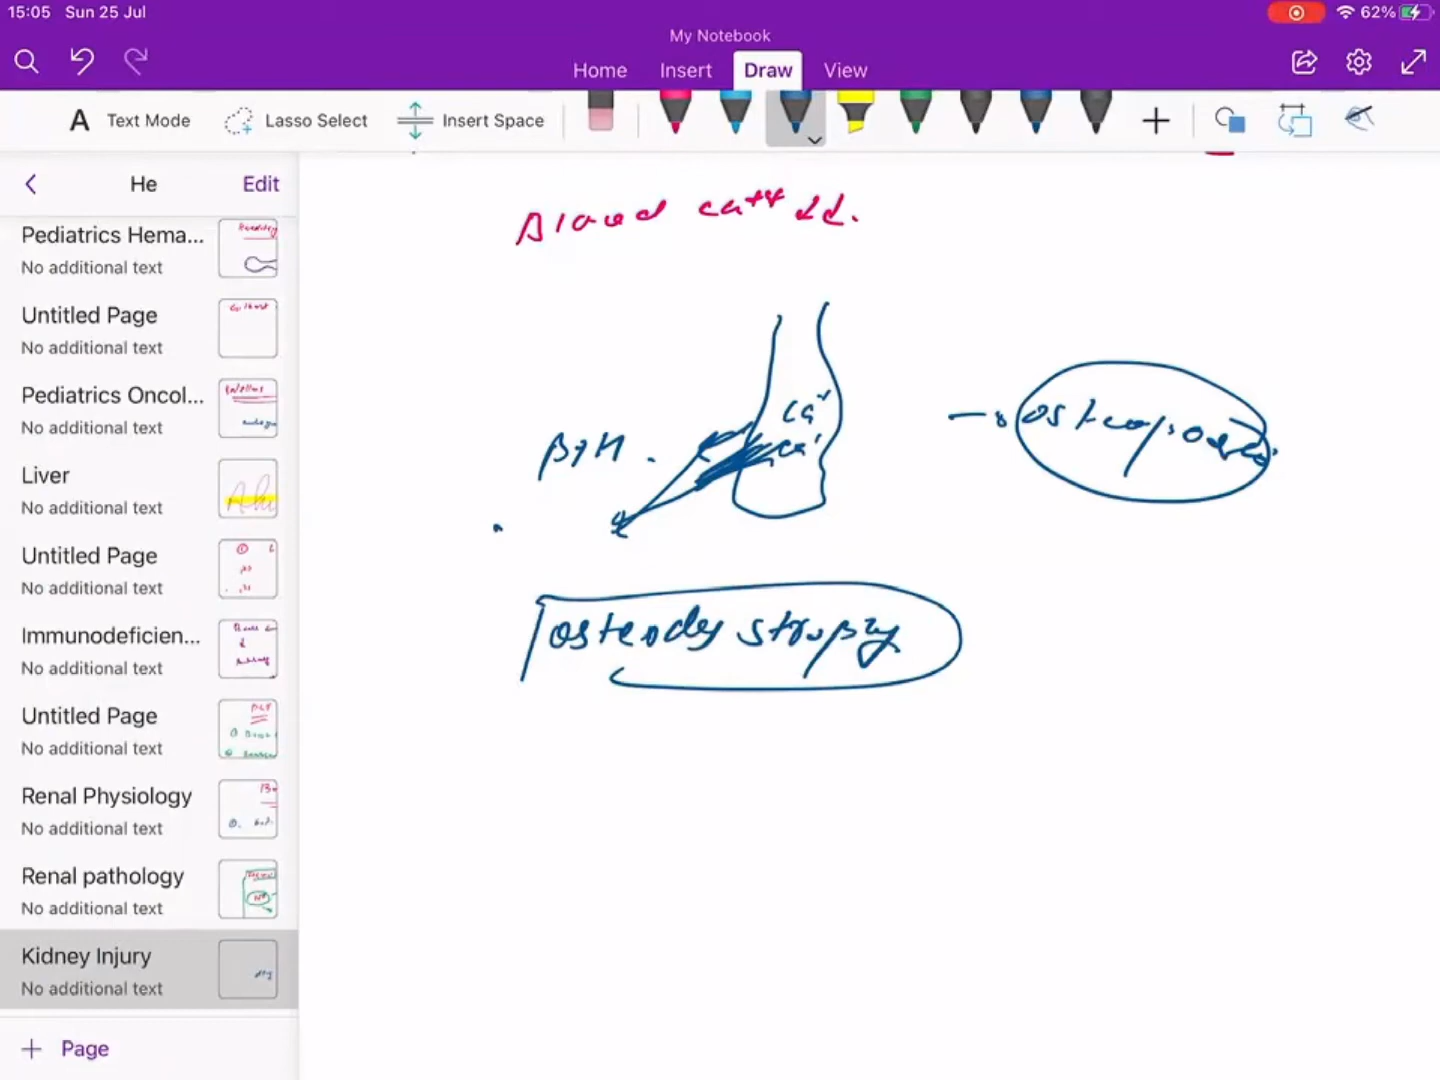 15:05 Sun 25 Jul
62%
My Notebook
Home Insert Draw View
Text Mode Lasso Select Insert Space
He Edit
Pediatrics Hema...
No additional text
Untitled Page
No additional text
Pediatrics Oncol...
No additional text
Liver
No additional text
Untitled Page
No additional text
Immunodeficien...
No additional text
Untitled Page
No additional text
Renal Physiology
No additional text
Renal pathology
No additional text
Kidney Injury
No additional text
Page
Blood ca++ ↓↓.
ca+
PTH. ca+
osteodystrophy